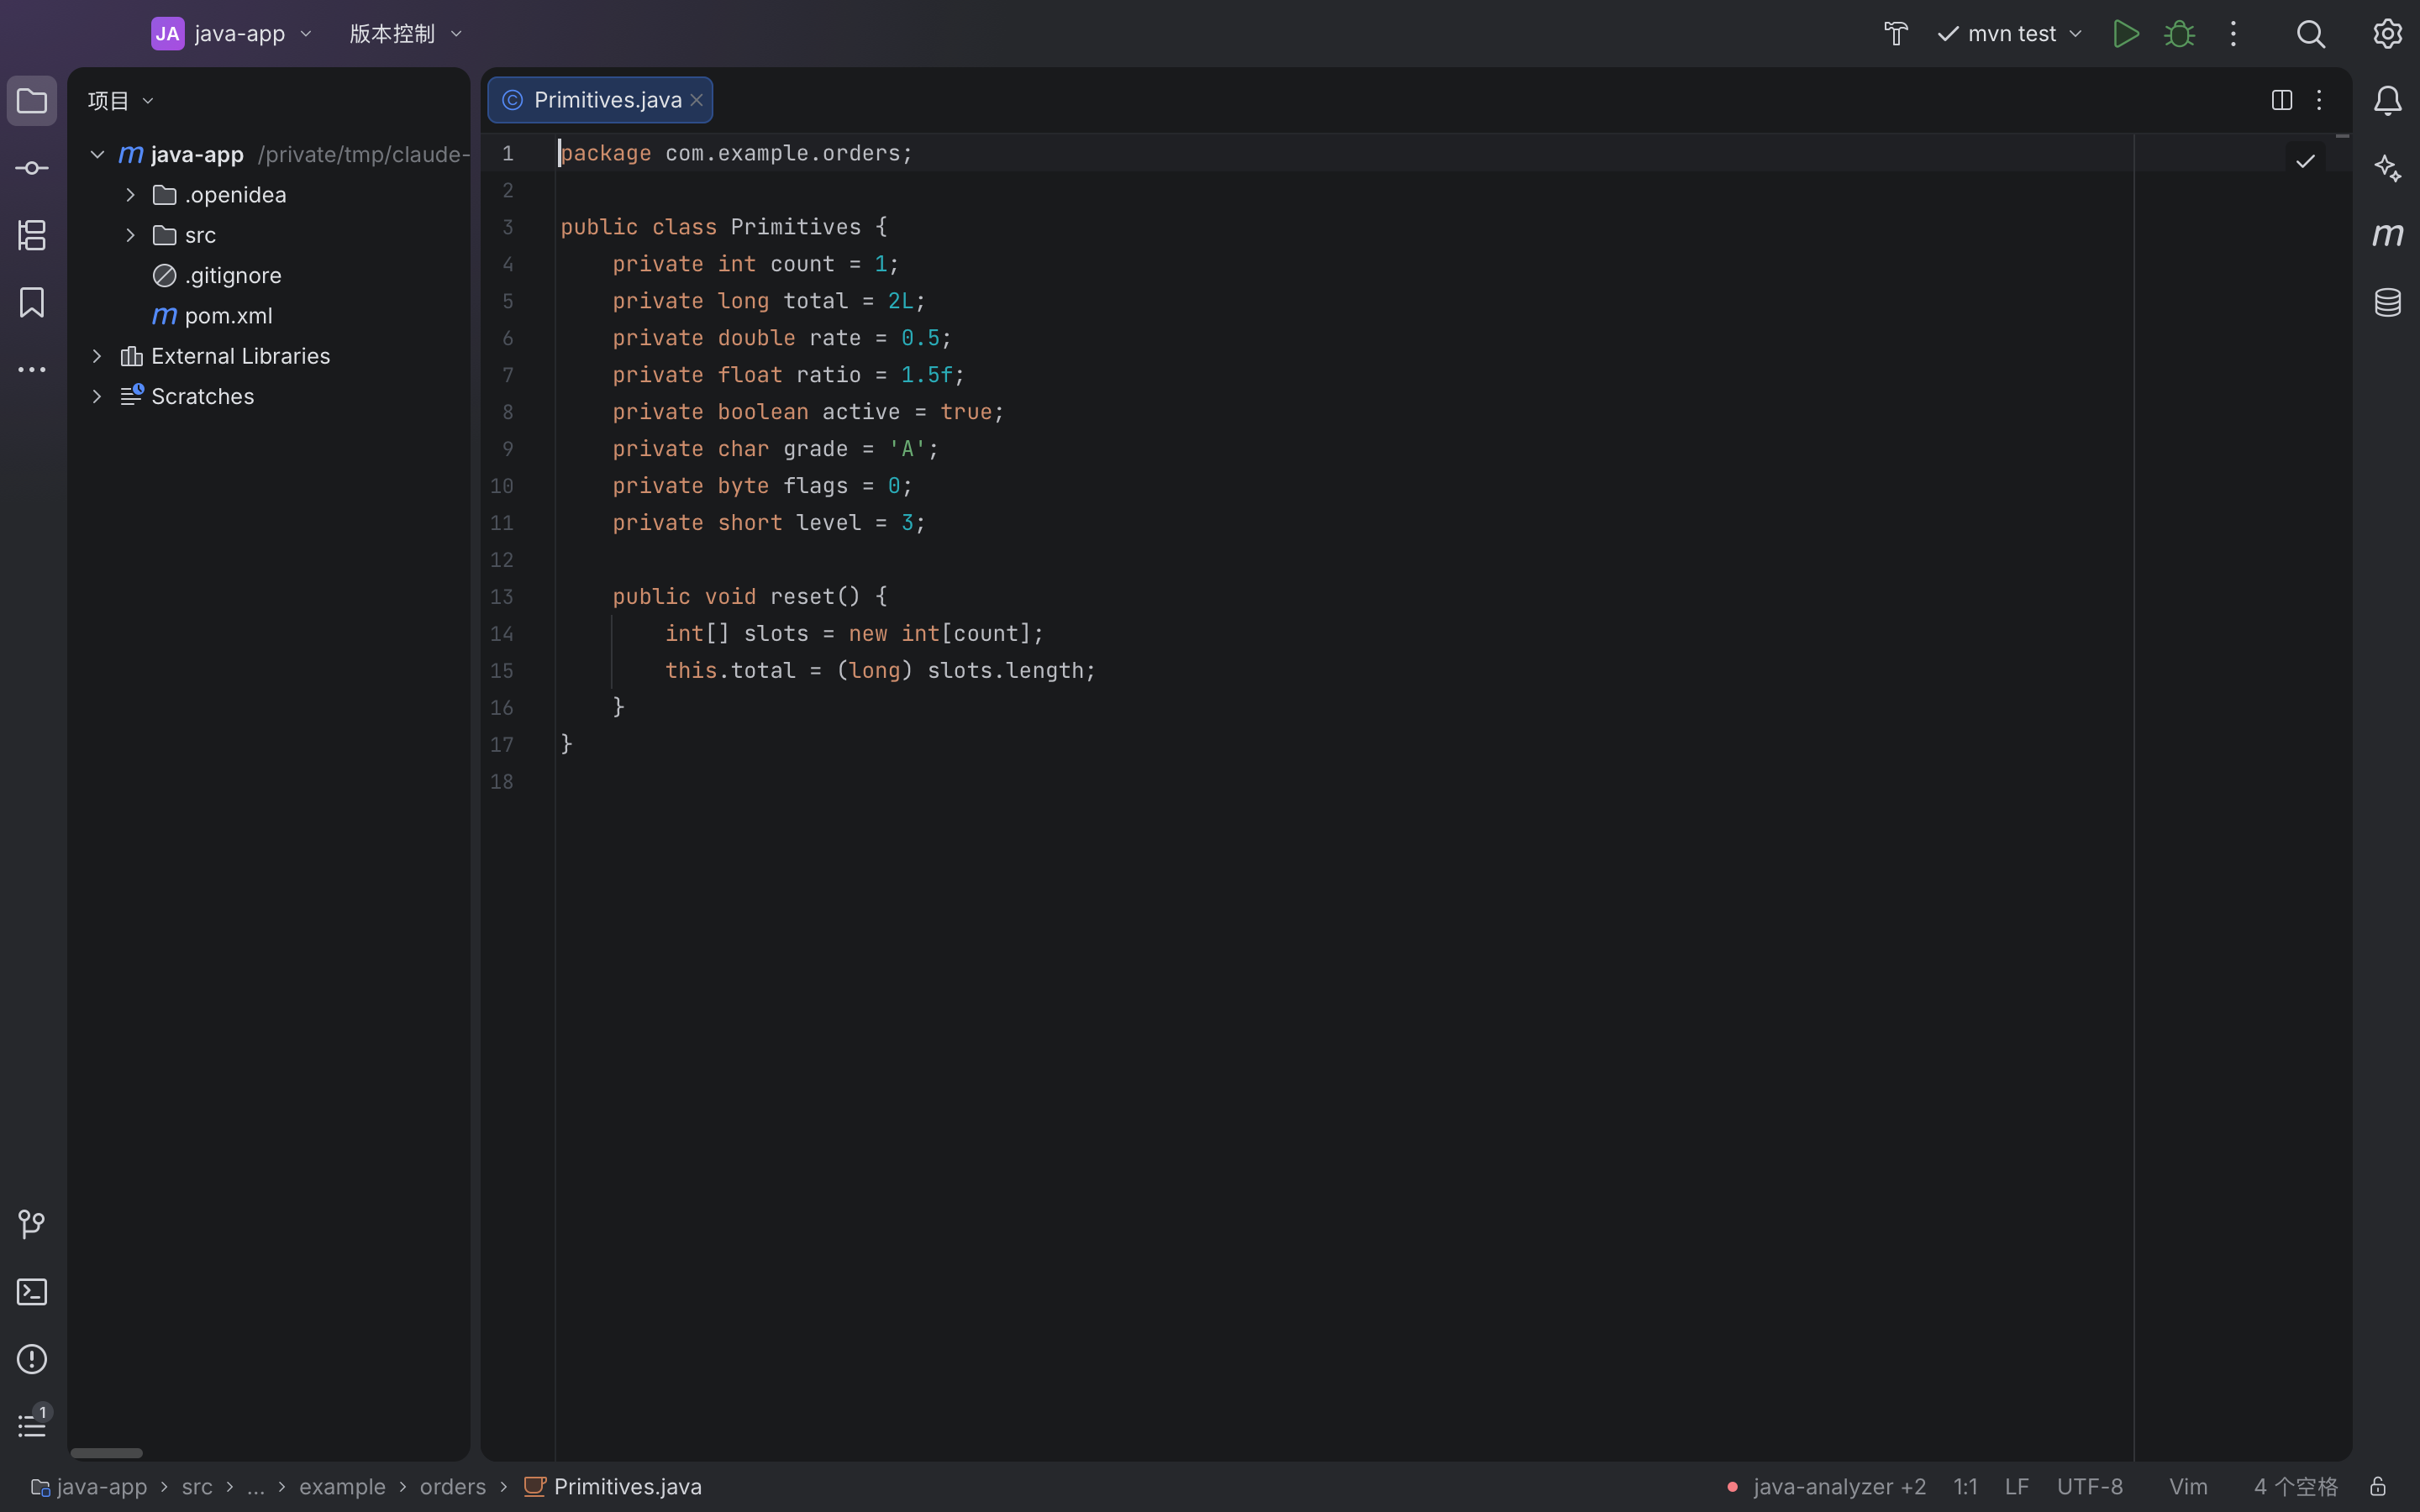 JA java-app 版本控制 mvn test
项目
Primitives.java
m java-app /private/tmp/claude-
.openidea
src
.gitignore
m pom.xml
External Libraries
Scratches
1 package com.example.orders;
2
3 public class Primitives {
4 private int count = 1;
5 private long total = 2L;
6 private double rate = 0.5;
7 private float ratio = 1.5f;
8 private boolean active = true;
9 private char grade = 'A';
10 private byte flags = 0;
11 private short level = 3;
12
13 public void reset() {
14 int[] slots = new int[count];
15 this.total = (long) slots.length;
16 }
17 }
18
m
1
java-app > src > ... > example > orders > Primitives.java
java-analyzer +2 1:1 LF UTF-8 Vim 4 个空格